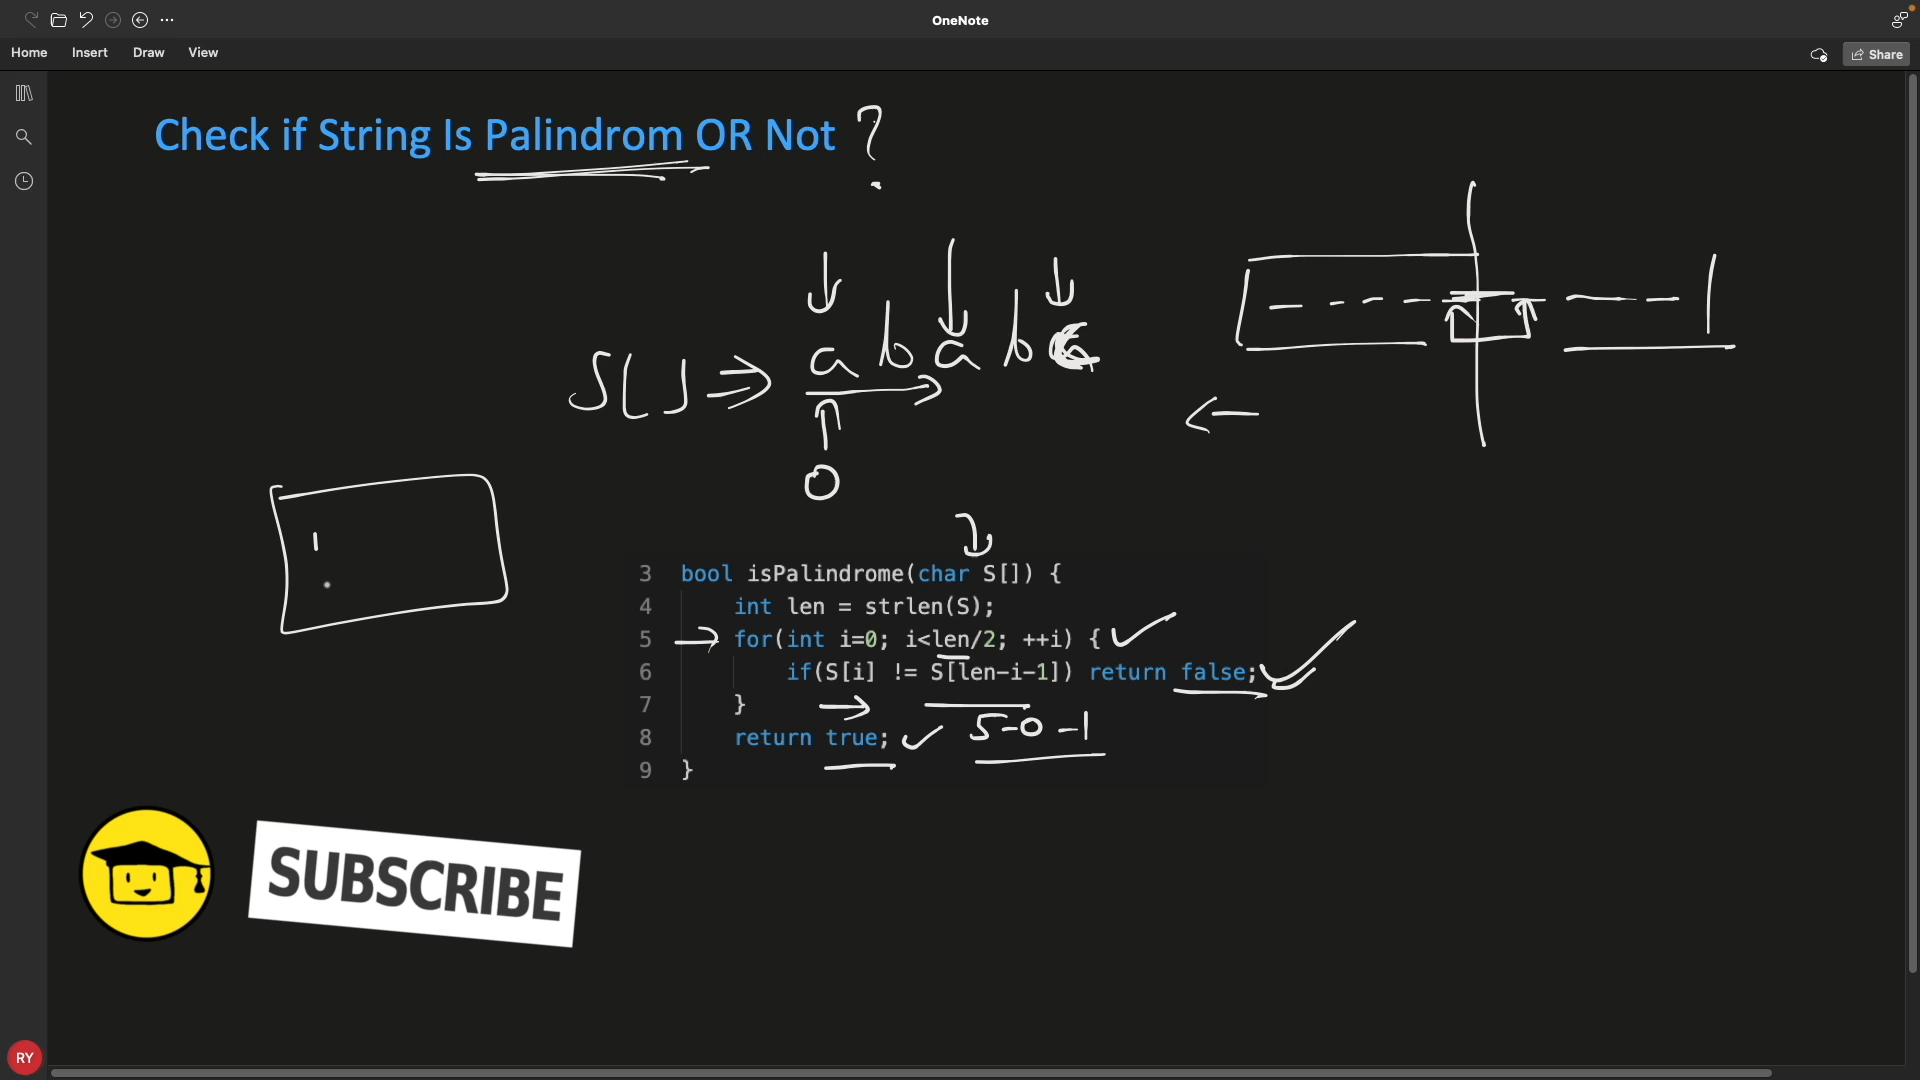 OneNote
Home Insert Draw View
Share
Check if String Is Palindrom OR Not ?
S[] ⇒ a b a b
0
3 bool isPalindrome(char S[]) {
4 int len = strlen(S);
5 for(int i=0; i<len/2; ++i) {
6 if(S[i] != S[len-i-1]) return false;
7 }
8 return true; 5-0-1
9 }
SUBSCRIBE
RY